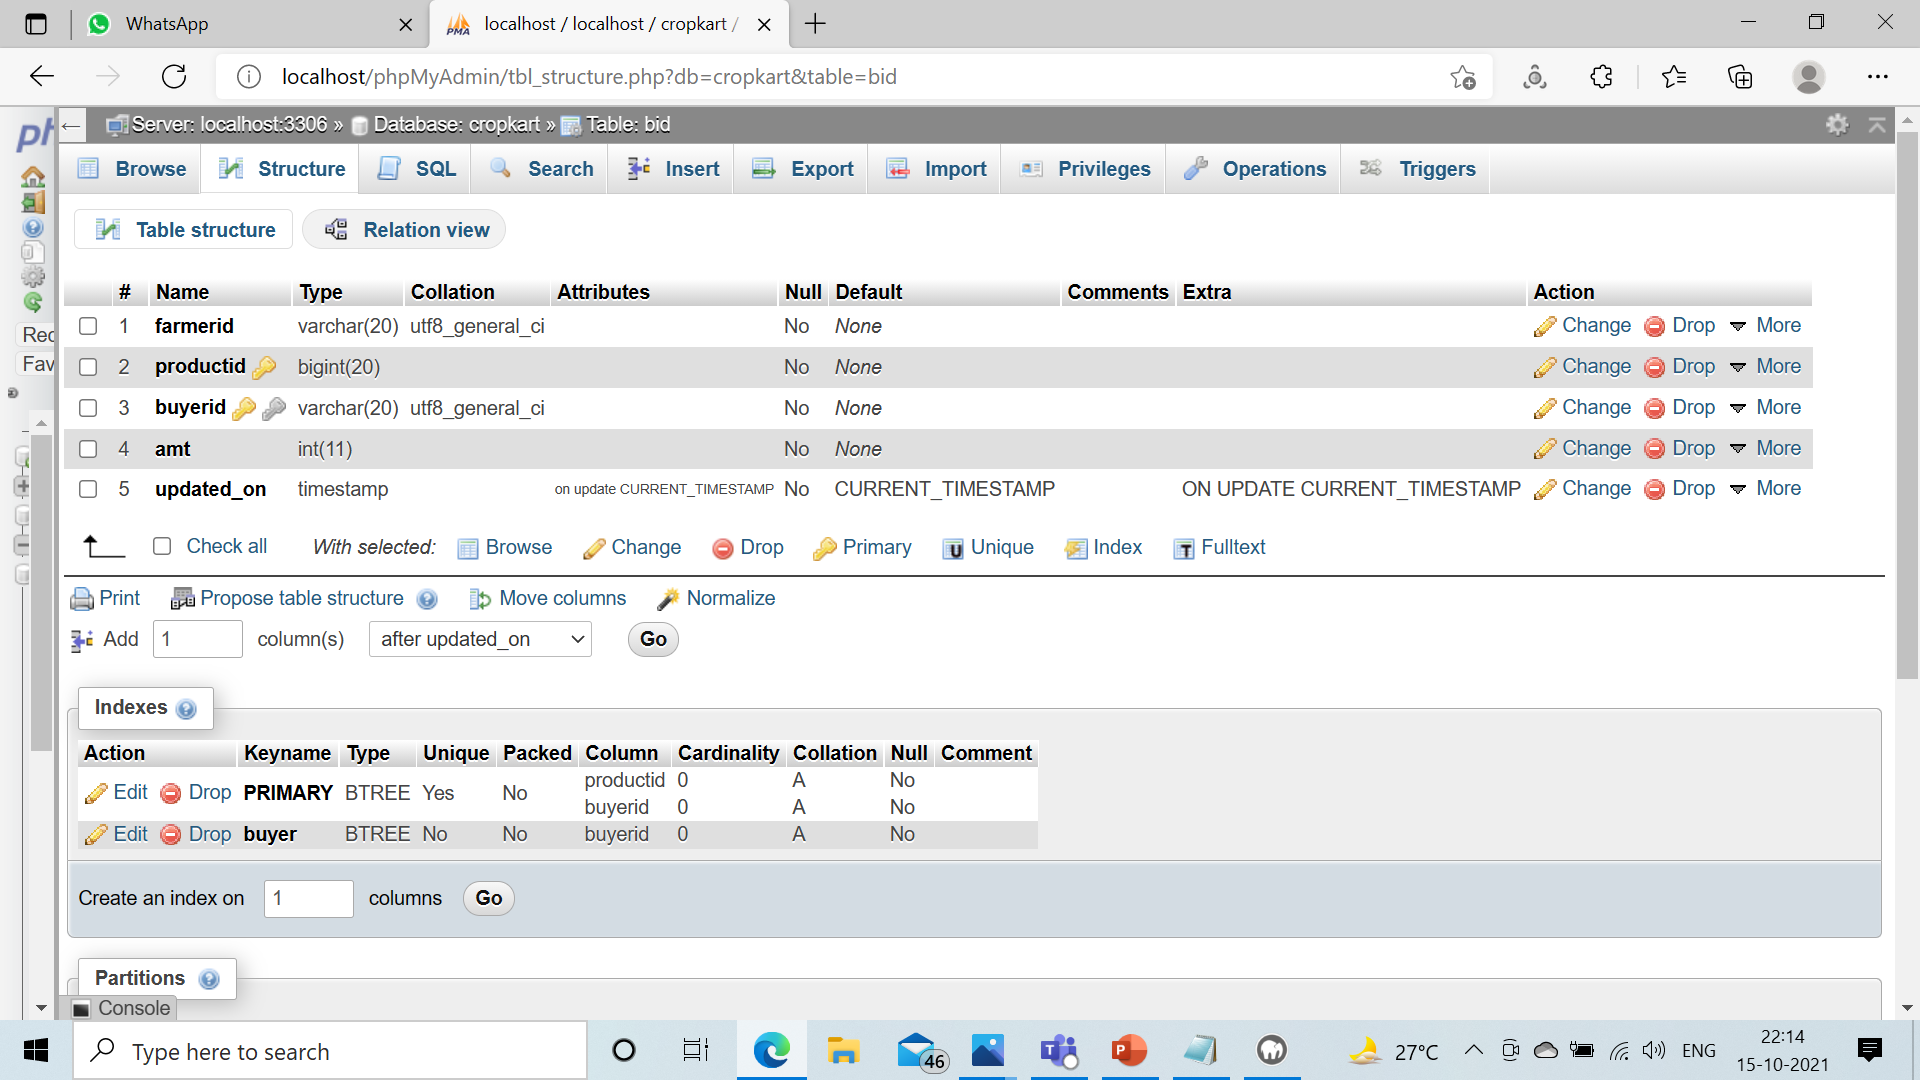 WhatsApp
localhost / localhost / cropkart /
localhost/phpMyAdmin/tbl_structure.php?db=cropkart&table=bid
Server: localhost:3306 » Database: cropkart » Table: bid
Browse Structure SQL Search Insert Export Import Privileges Operations Triggers
Table structure Relation view
# Name Type Collation Attributes Null Default Comments Extra Action
1 farmerid varchar(20) utf8_general_ci No None Change Drop More
2 productid bigint(20) No None Change Drop More
3 buyerid varchar(20) utf8_general_ci No None Change Drop More
4 amt int(11) No None Change Drop More
5 updated_on timestamp on update CURRENT_TIMESTAMP No CURRENT_TIMESTAMP ON UPDATE CURRENT_TIMESTAMP Change Drop More
Check all With selected: Browse Change Drop Primary Unique Index Fulltext
Print Propose table structure Move columns Normalize
Add 1 column(s) after updated_on Go
Indexes
Action Keyname Type Unique Packed Column Cardinality Collation Null Comment
Edit Drop PRIMARY BTREE Yes No productid 0 A No
buyerid 0 A No
Edit Drop buyer BTREE No No buyerid 0 A No
Create an index on 1 columns Go
Partitions
Console
Rec
Fav
Type here to search
46
27°C
ENG
22:14
15-10-2021